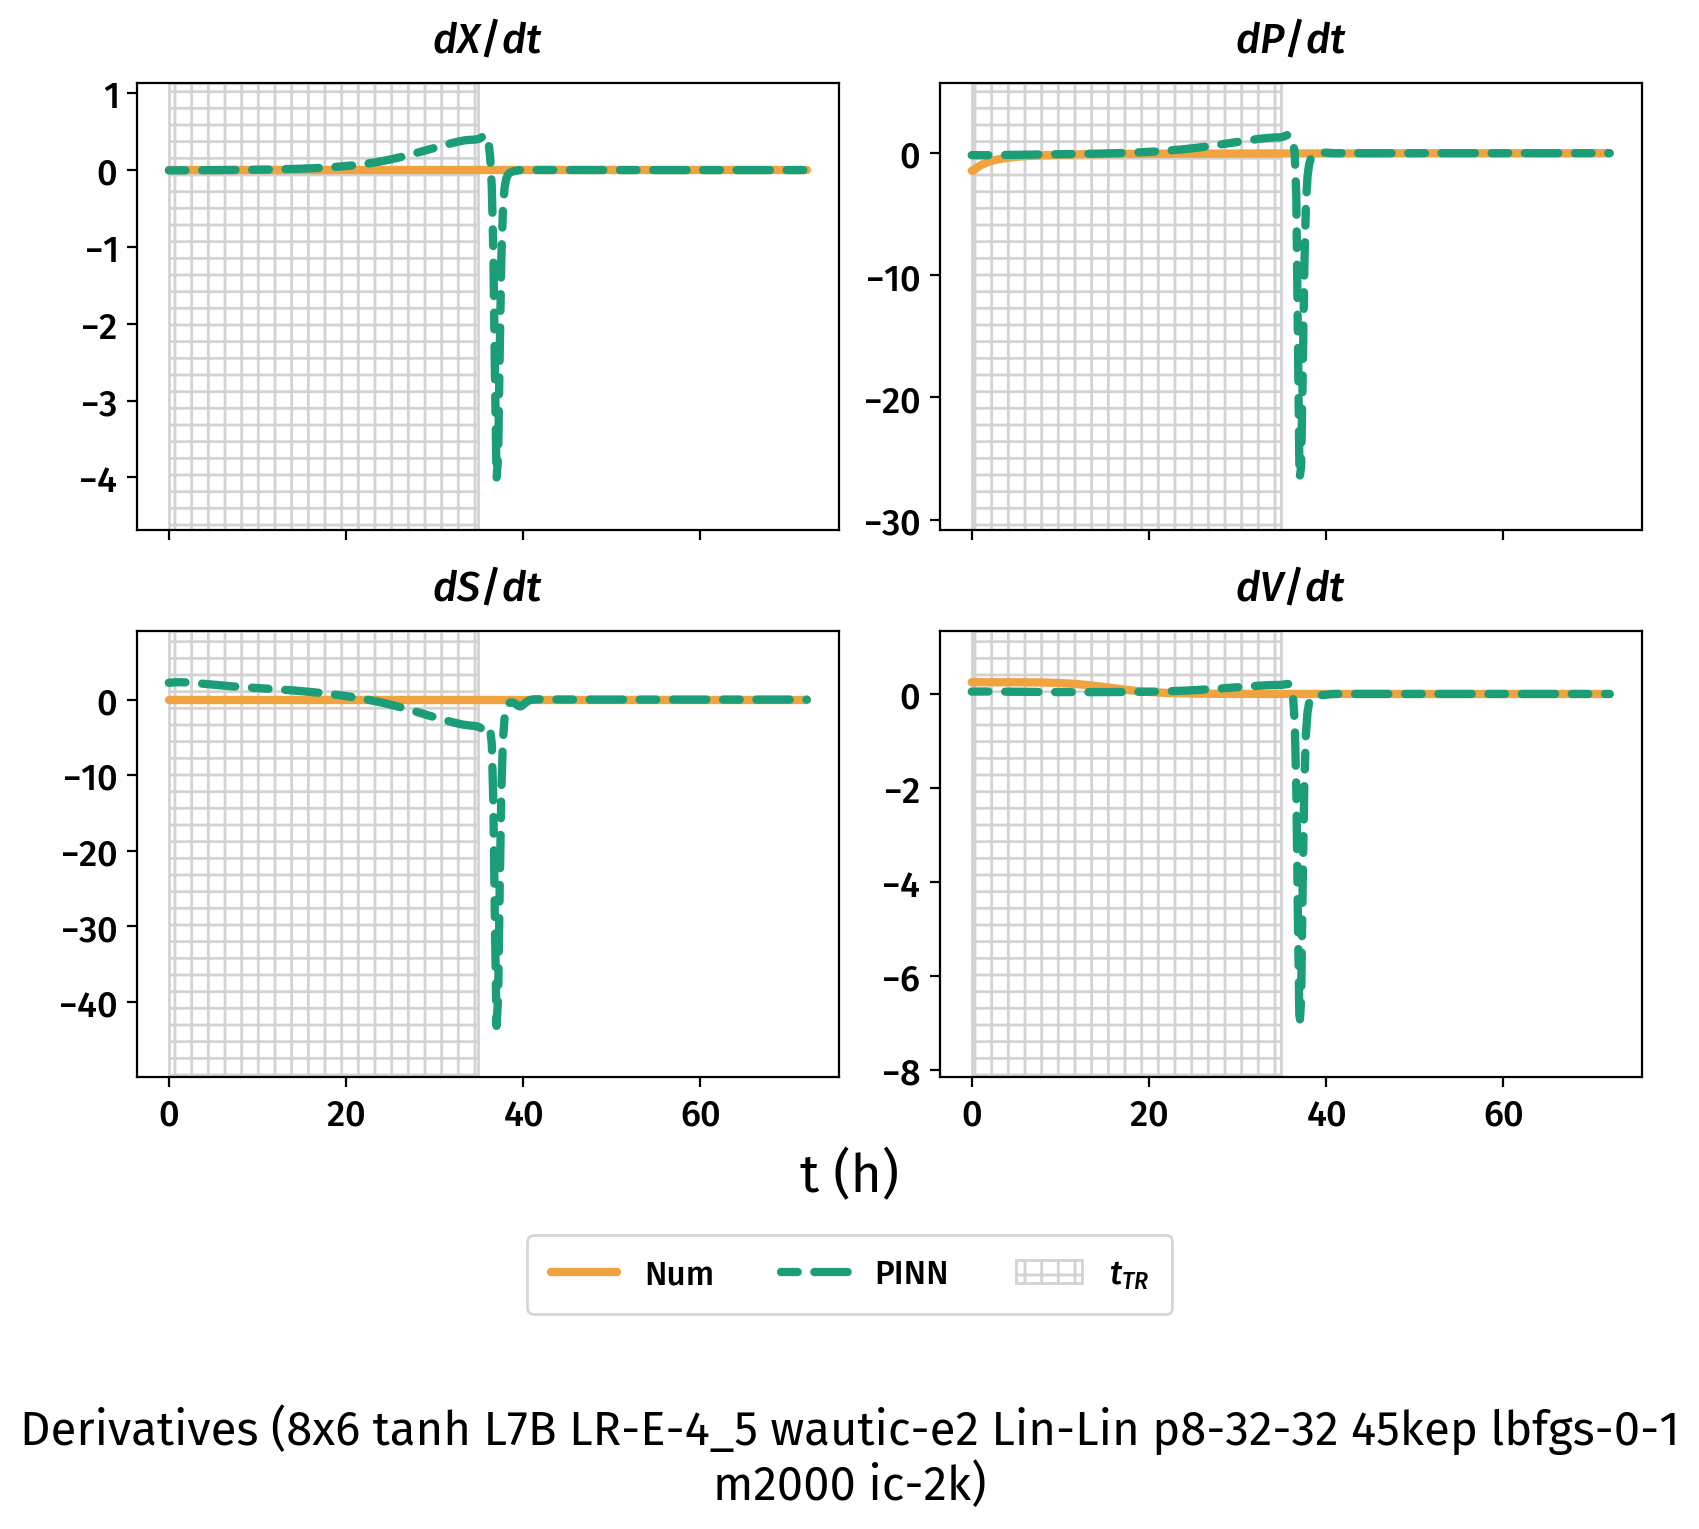 dX/dt
dP/dt
1
0
−1
−2
−3
−4
0
−10
−20
−30
dS/dt
dV/dt
0
−10
−20
−30
−40
0
−2
−4
−6
−8
0 20 40 60
0 20 40 60
t (h)
Num PINN tTR
Derivatives (8x6 tanh L7B LR-E-4_5 wautic-e2 Lin-Lin p8-32-32 45kep lbfgs-0-1
m2000 ic-2k)